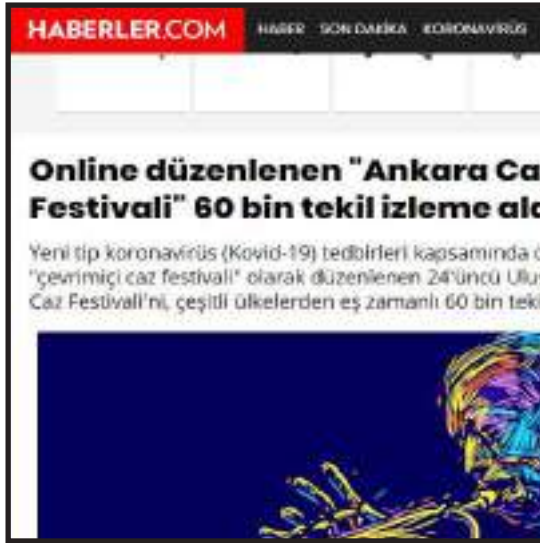 HABERLER.COM HABER SON DAKİKA KORONAVİRÜS
Online düzenlenen "Ankara Ca
Festivali" 60 bin tekil izleme al
Yeni tip koronavirüs (Kovid-19) tedbirleri kapsamında
"çevrimiçi caz festivali" olarak düzenlenen 24'üncü Ulu
Caz Festivali'ni, çeşitli ülkelerden eş zamanlı 60 bin teki